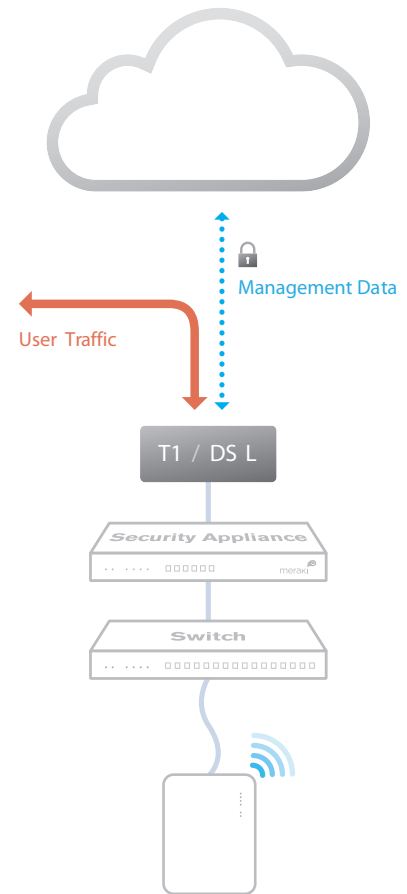 Management Data
User Traffic
T1 / DS L
Security Appliance
meraki
Switch